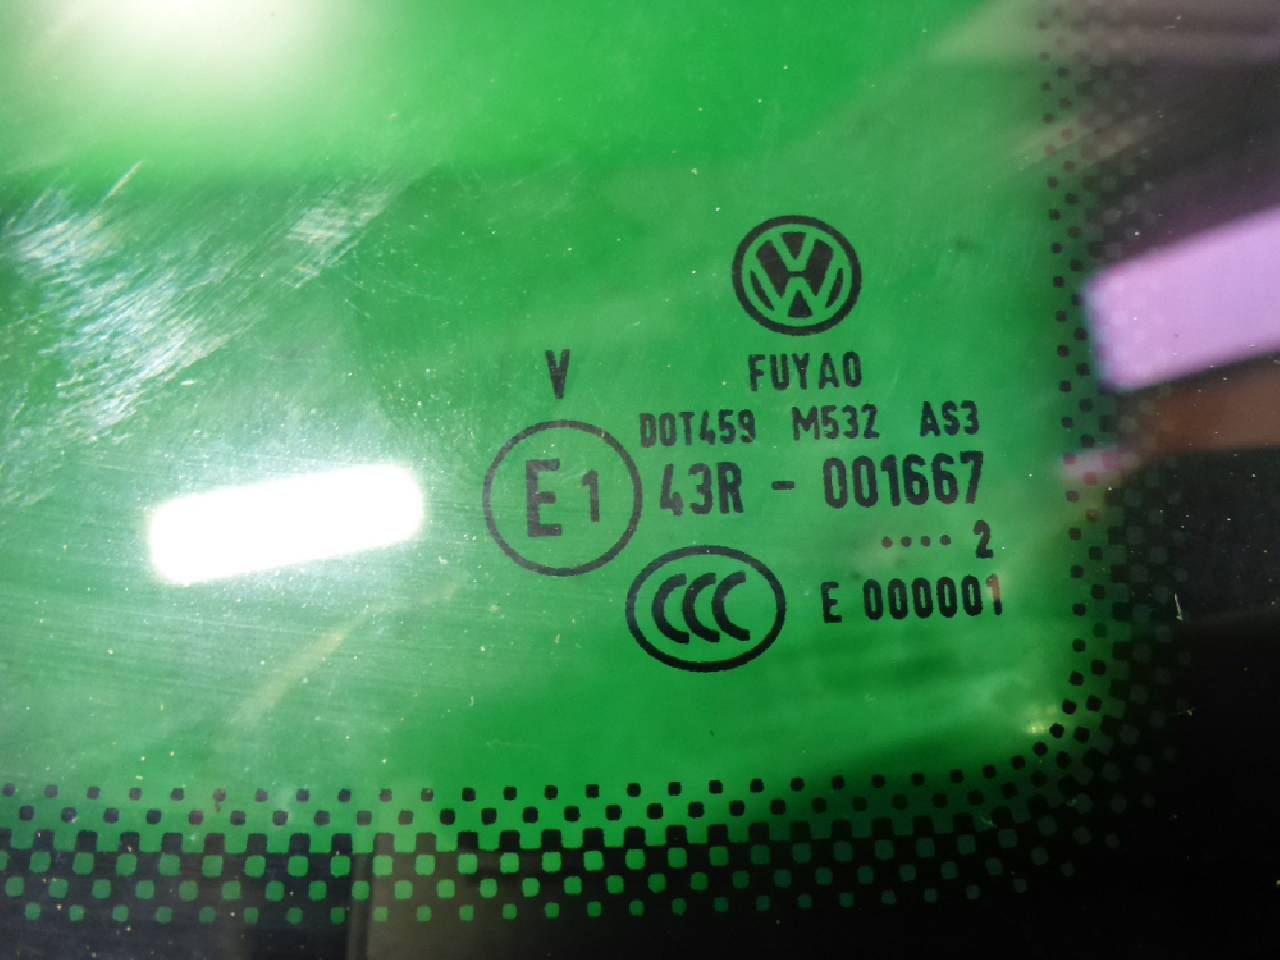 FUYAO
V
DOT459 M532 AS3
E1
43R - 001667
.... 2
CCC
E 000001